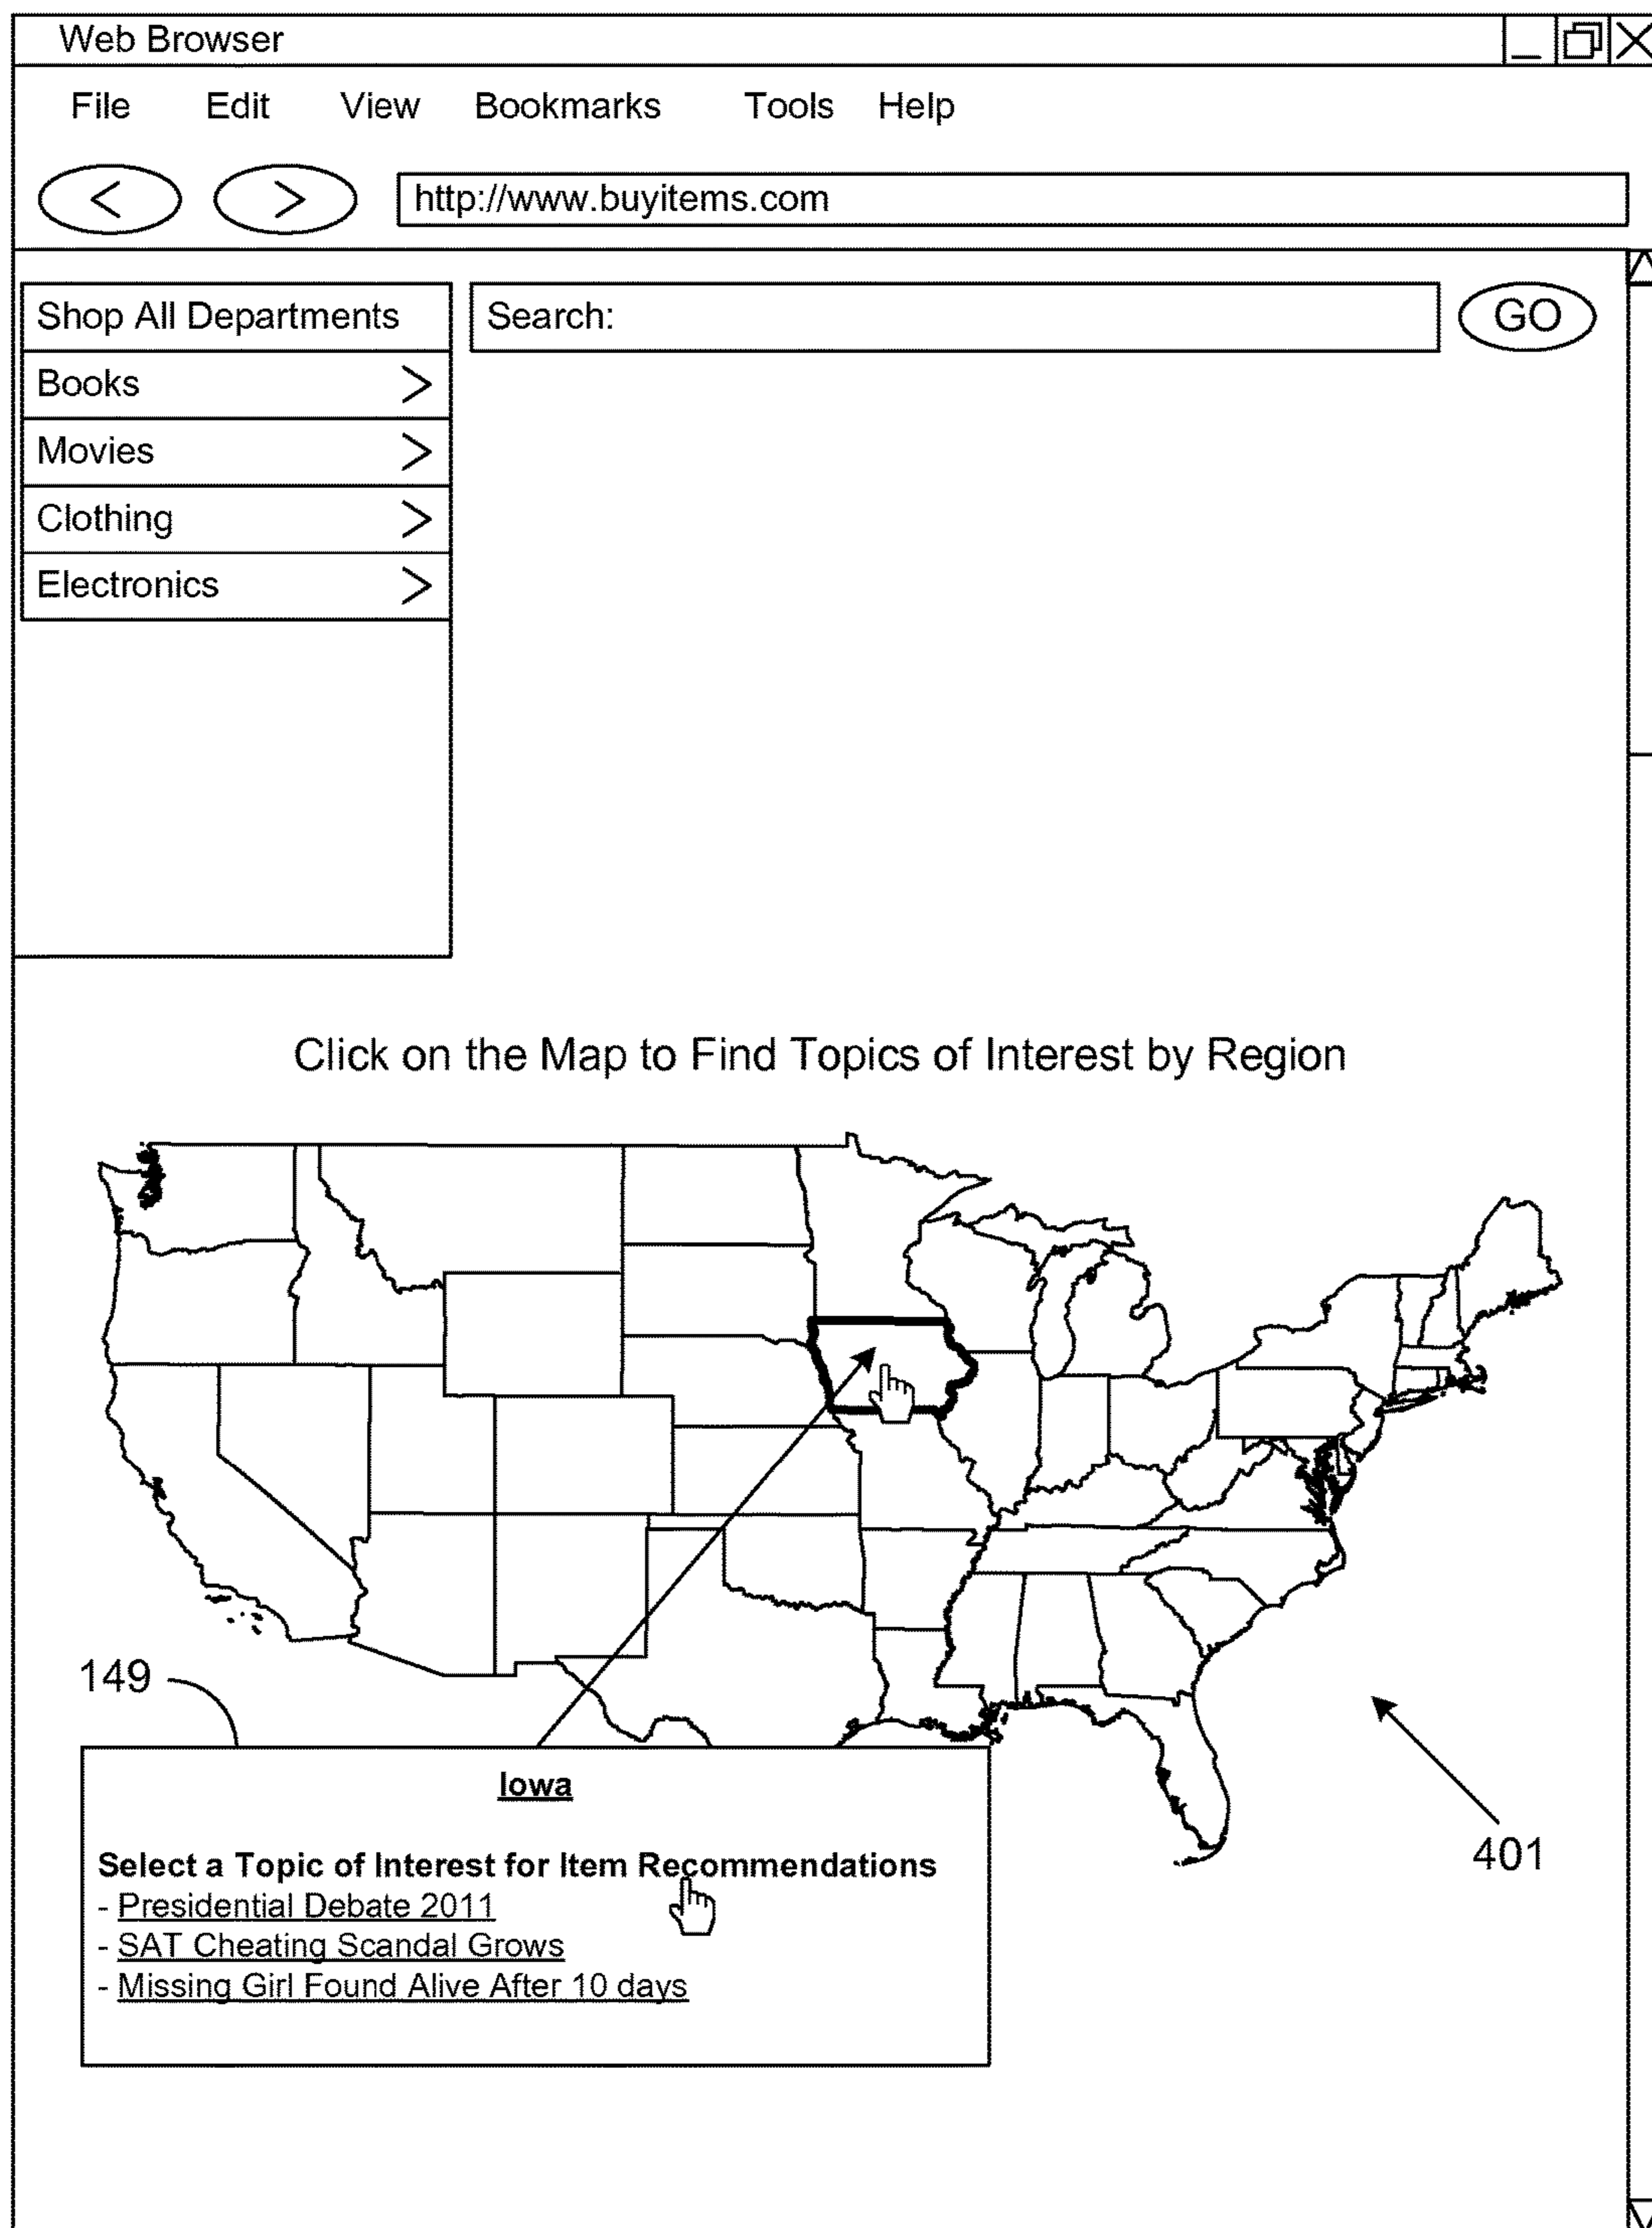 Web Browser
File Edit View Bookmarks Tools Help
< > http://www.buyitems.com
Shop All Departments
Search:
GO
Books >
Movies >
Clothing >
Electronics >
Click on the Map to Find Topics of Interest by Region
149
Iowa
Select a Topic of Interest for Item Recommendations
- Presidential Debate 2011
- SAT Cheating Scandal Grows
- Missing Girl Found Alive After 10 days
401